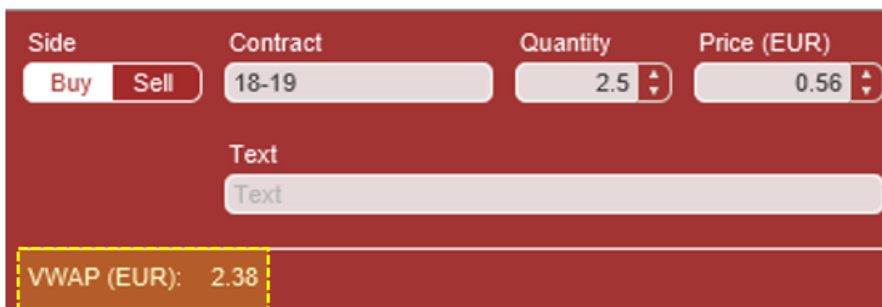 Side Contract Quantity Price (EUR)
Buy Sell 18-19 2.5 0.56
Text
Text
VWAP (EUR): 2.38